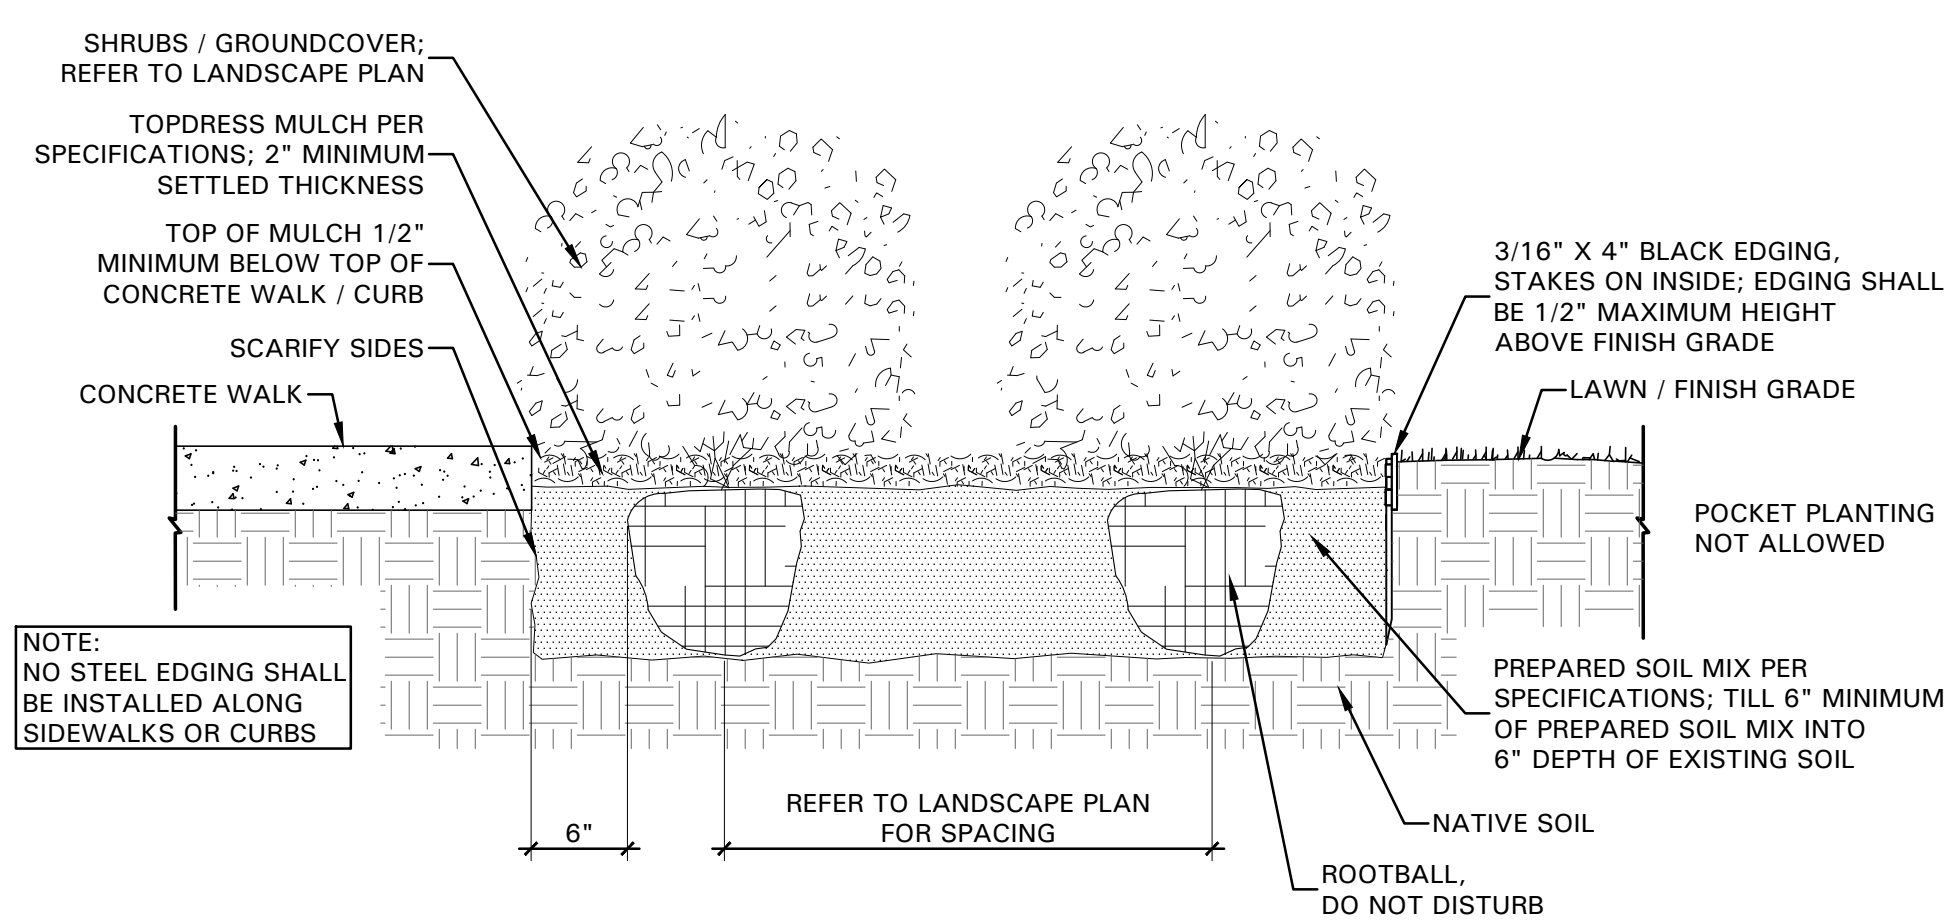 SHRUBS / GROUNDCOVER;
REFER TO LANDSCAPE PLAN
TOPDRESS MULCH PER
SPECIFICATIONS; 2" MINIMUM
SETTLED THICKNESS
TOP OF MULCH 1/2"
MINIMUM BELOW TOP OF
CONCRETE WALK / CURB
SCARIFY SIDES
CONCRETE WALK
NOTE:
NO STEEL EDGING SHALL
BE INSTALLED ALONG
SIDEWALKS OR CURBS
6"
REFER TO LANDSCAPE PLAN
FOR SPACING
3/16" X 4" BLACK EDGING,
STAKES ON INSIDE; EDGING SHALL
BE 1/2" MAXIMUM HEIGHT
ABOVE FINISH GRADE
LAWN / FINISH GRADE
POCKET PLANTING
NOT ALLOWED
PREPARED SOIL MIX PER
SPECIFICATIONS; TILL 6" MINIMUM
OF PREPARED SOIL MIX INTO
6" DEPTH OF EXISTING SOIL
NATIVE SOIL
ROOTBALL,
DO NOT DISTURB